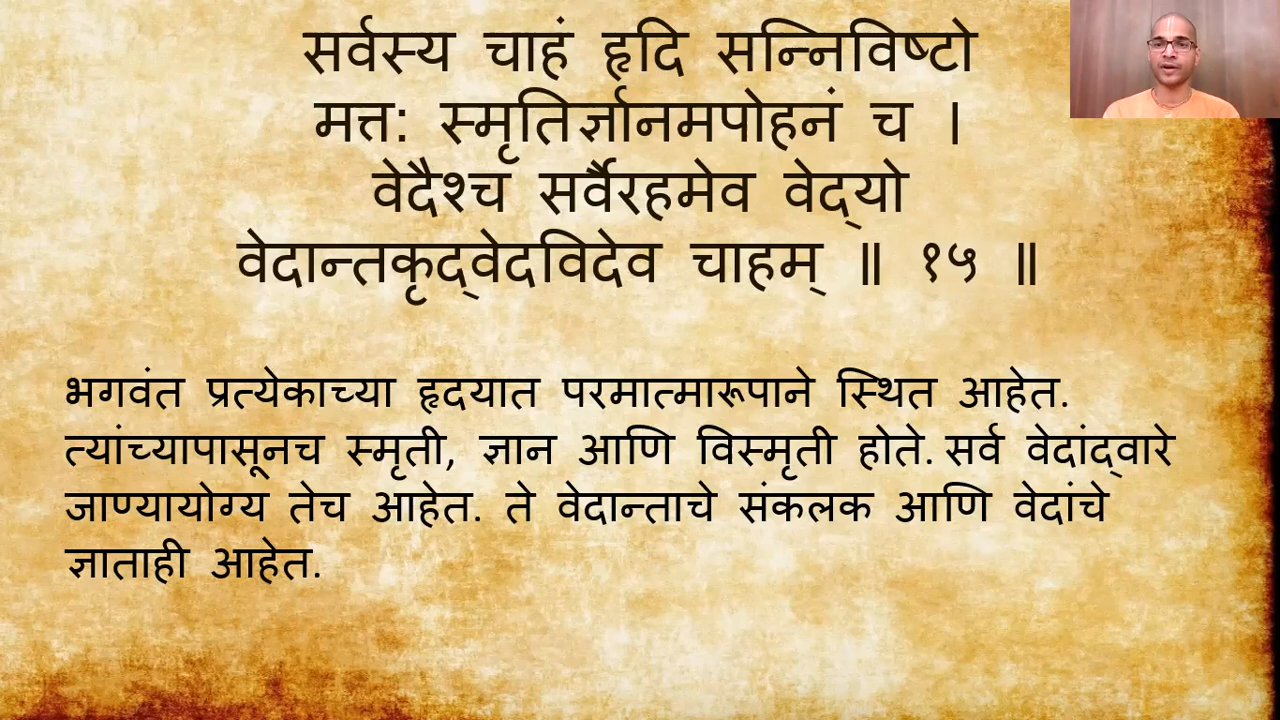 सर्वस्य चाहं हृदि सन्निविष्टो
मत्त: स्मृतिर्ज्ञानमपोहनं च ।
वेदैश्च सर्वैरहमेव वेद्यो
वेदान्तकृद्वेदविदेव चाहम् ॥ १५ ॥
भगवंत प्रत्येकाच्या हृदयात परमात्मारूपाने स्थित आहेत.
त्यांच्यापासूनच स्मृती, ज्ञान आणि विस्मृती होते. सर्व वेदांद्वारे
जाण्यायोग्य तेच आहेत. ते वेदान्ताचे संकलक आणि वेदांचे
ज्ञाताही आहेत.